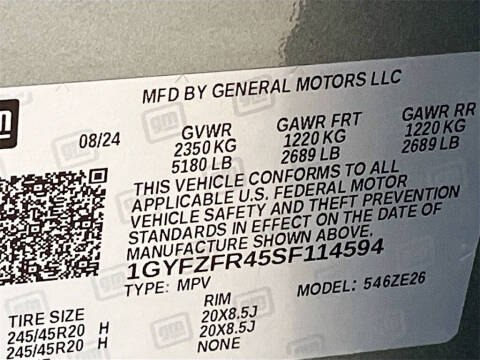 MFD BY GENERAL MOTORS LLC
gm
08/24 GVWR GAWR FRT GAWR RR
2350 KG 1220 KG 1220 KG
5180 LB 2689 LB 2689 LB
THIS VEHICLE CONFORMS TO ALL
APPLICABLE U.S. FEDERAL MOTOR
VEHICLE SAFETY AND THEFT PREVENTION
STANDARDS IN EFFECT ON THE DATE OF
MANUFACTURE SHOWN ABOVE.
1GYFZFR45SF114594
TYPE: MPV MODEL: 546ZE26
TIRE SIZE RIM
245/45R20 H 20X8.5J
245/45R20 H 20X8.5J
NONE